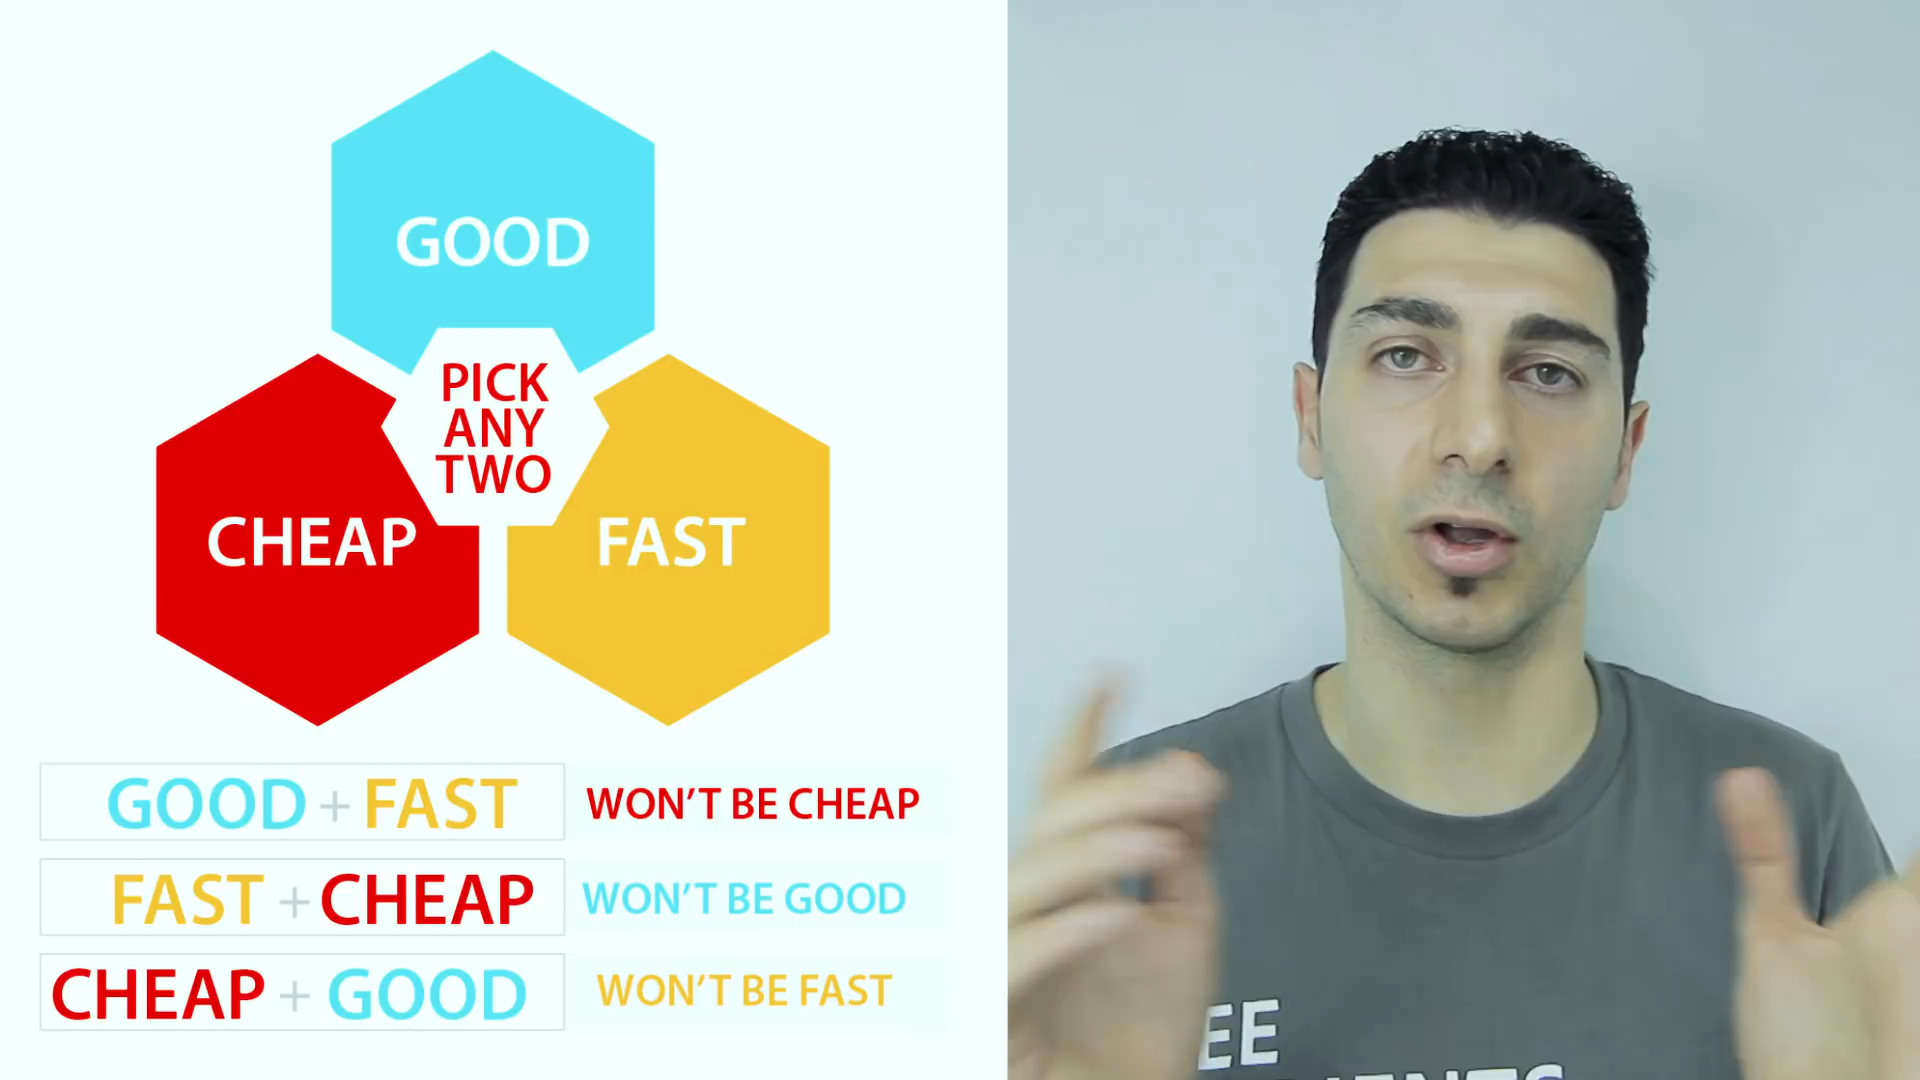 GOOD
PICK
ANY
TWO
CHEAP
FAST
GOOD + FAST
WON'T BE CHEAP
FAST + CHEAP
WON'T BE GOOD
CHEAP + GOOD
WON'T BE FAST
EE